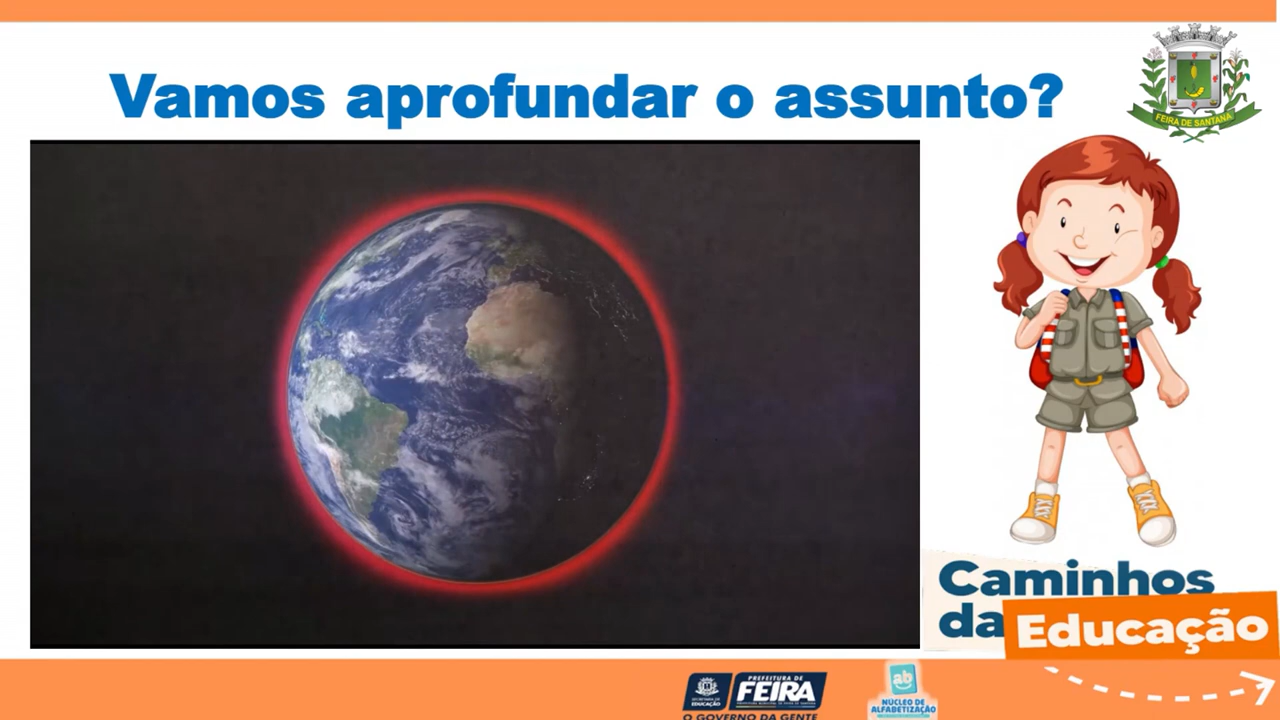 Vamos aprofundar o assunto?
FEIRA DE SANTANA
Caminhos
da Educação
SECRETARIA DE
EDUCAÇÃO
PREFEITURA DE
FEIRA
O GOVERNO DA GENTE
ab
NÚCLEO DE
ALFABETIZAÇÃO